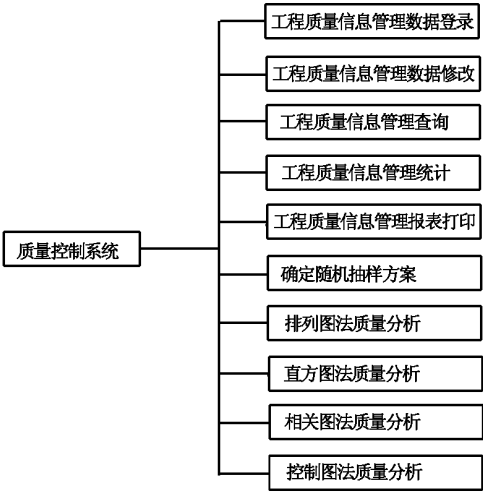 工程质量信息管理数据登录
工程质量信息管理数据修改
工程质量信息管理查询
工程质量信息管理统计
工程质量信息管理报表打印
质量控制系统
确定随机抽样方案
排列图法质量分析
直方图法质量分析
相关图法质量分析
控制图法质量分析